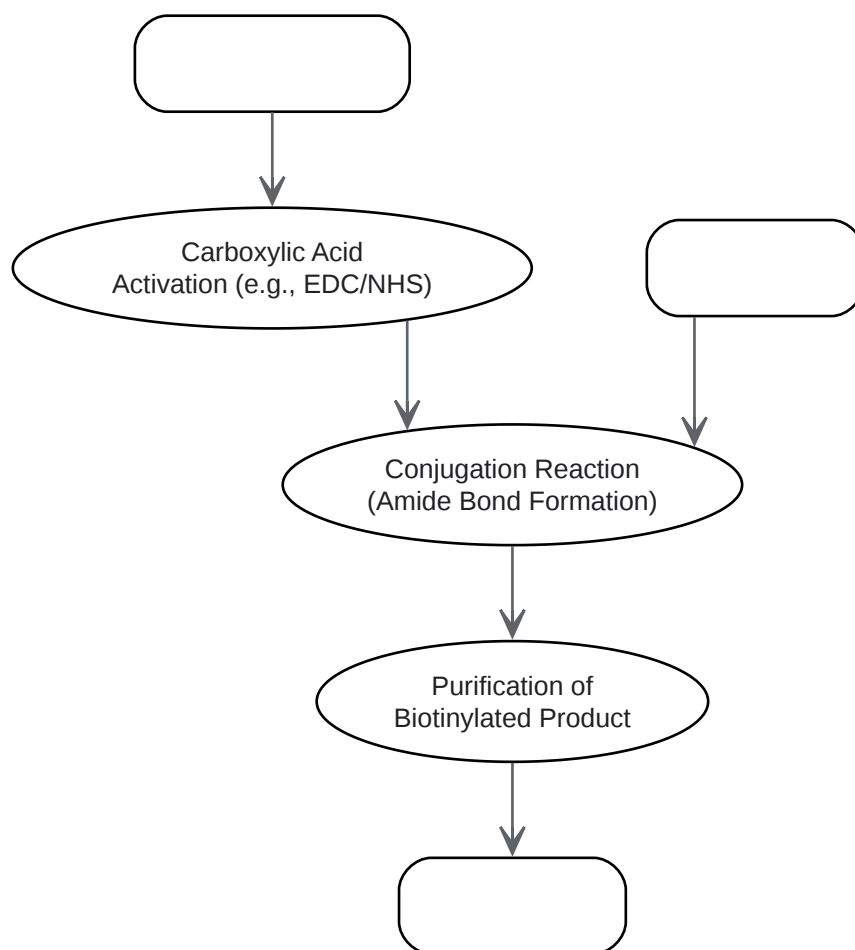 Carboxylic Acid
Activation (e.g., EDC/NHS)
Conjugation Reaction
(Amide Bond Formation)
Purification of
Biotinylated Product